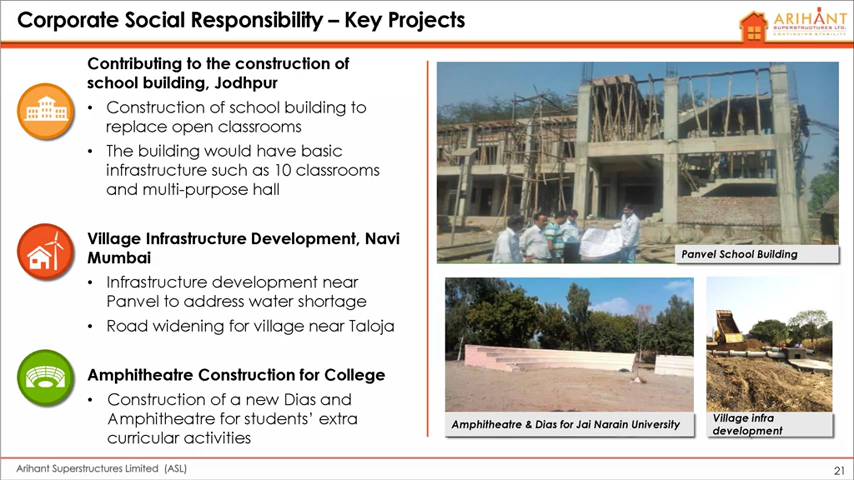 Corporate Social Responsibility – Key Projects
ARIHANT
SUPERSTRUCTURES LTD.
CONTINUING STABILITY
Contributing to the construction of
school building, Jodhpur
• Construction of school building to
replace open classrooms
• The building would have basic
infrastructure such as 10 classrooms
and multi-purpose hall
Village Infrastructure Development, Navi
Mumbai
• Infrastructure development near
Panvel to address water shortage
• Road widening for village near Taloja
Amphitheatre Construction for College
• Construction of a new Dias and
Amphitheatre for students’ extra
curricular activities
Panvel School Building
Amphitheatre & Dias for Jai Narain University
Village infra
development
Arihant Superstructures Limited (ASL)
21